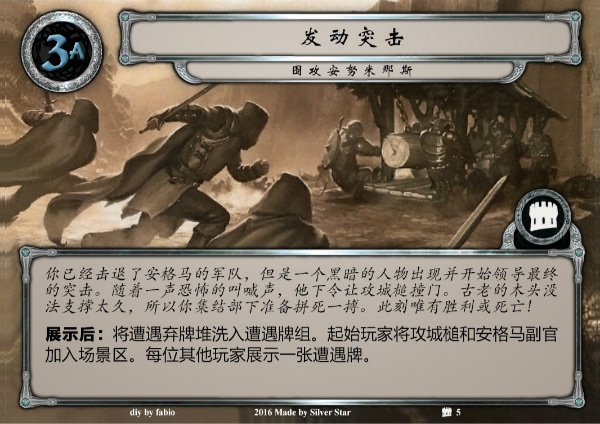 3A
发动突击
围攻安努米那斯
你已经击退了安格马的军队，但是一个黑暗的人物出现并开始领导最终
的突击。随着一声恐怖的叫喊声，他下令让攻城槌撞门。古老的木头没
法支撑太久，所以你集结部下准备拼死一搏。此刻唯有胜利或死亡！
展示后：将遭遇弃牌堆洗入遭遇牌组。起始玩家将攻城槌和安格马副官
加入场景区。每位其他玩家展示一张遭遇牌。
diy by fabio 2016 Made by Silver Star 5